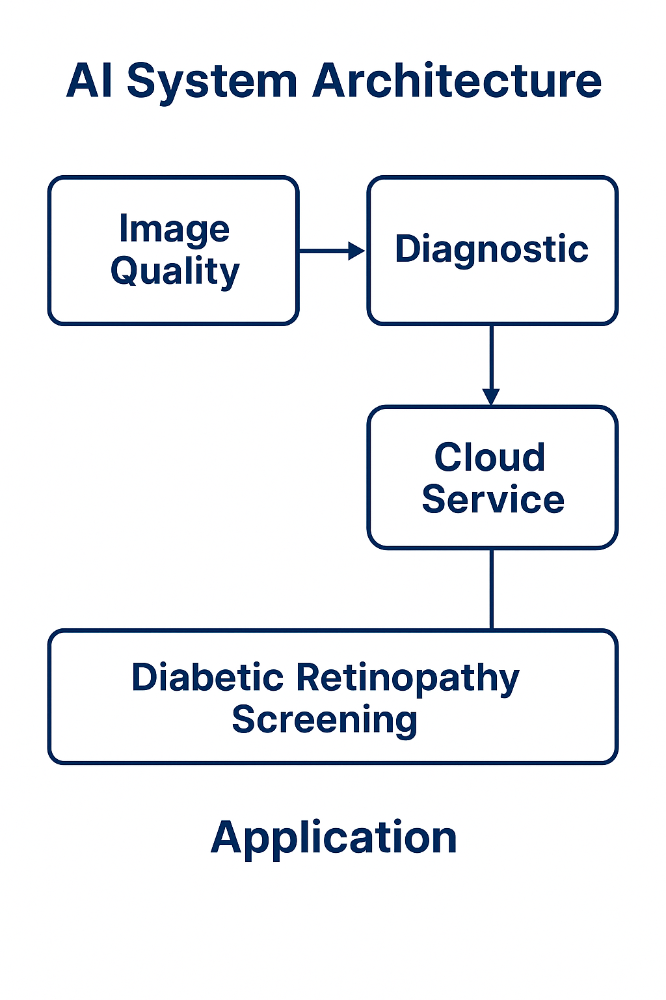 AI System Architecture
Image
Quality
Diagnostic
Cloud
Service
Diabetic Retinopathy
Screening
Application